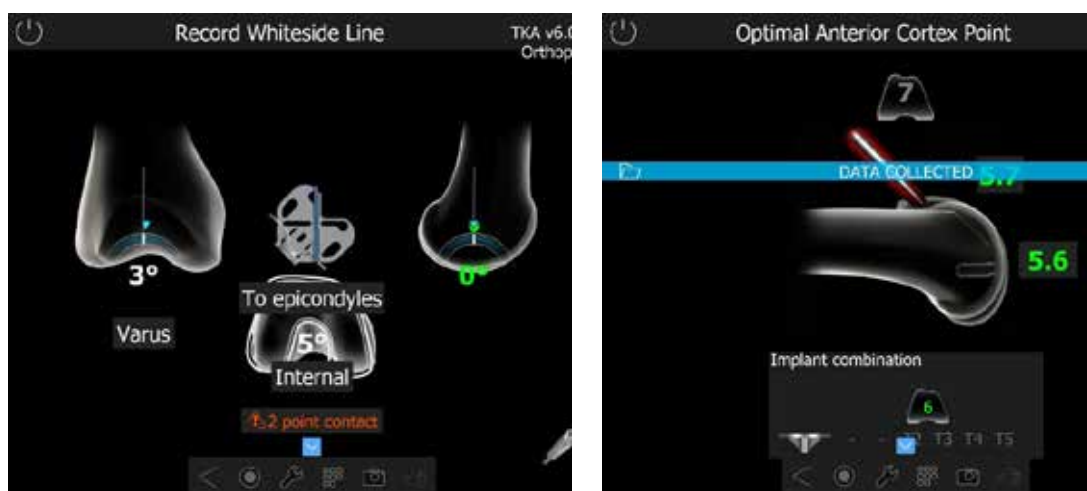 Record Whiteside Line
TKA v6.0
Orthop
3°
0°
To epicondyles
Varus
5°
Internal
2 point contact
Optimal Anterior Cortex Point
7
DATA COLLECTED 5.7
5.6
Implant combination
6
T3 T4 T5